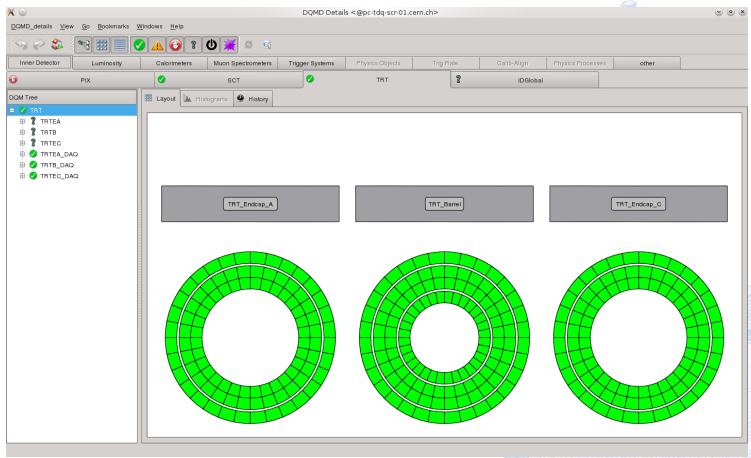 DQMD Details <@pc-tdq-scr-01.cern.ch>
DQMD_details View Go Bookmarks Windows Help
Inner Detector Luminosity Calorimeters Muon Spectrometers Trigger Systems Physics Objects Trig Rate Calib-Align Physics Processes other
PIX SCT TRT IDGlobal
DQM Tree
Layout Histograms History
TRT
TRTEA
TRTB
TRTEC
TRTEA_DAQ
TRTB_DAQ
TRTEC_DAQ
TRT_Endcap_A TRT_Barrel TRT_Endcap_C